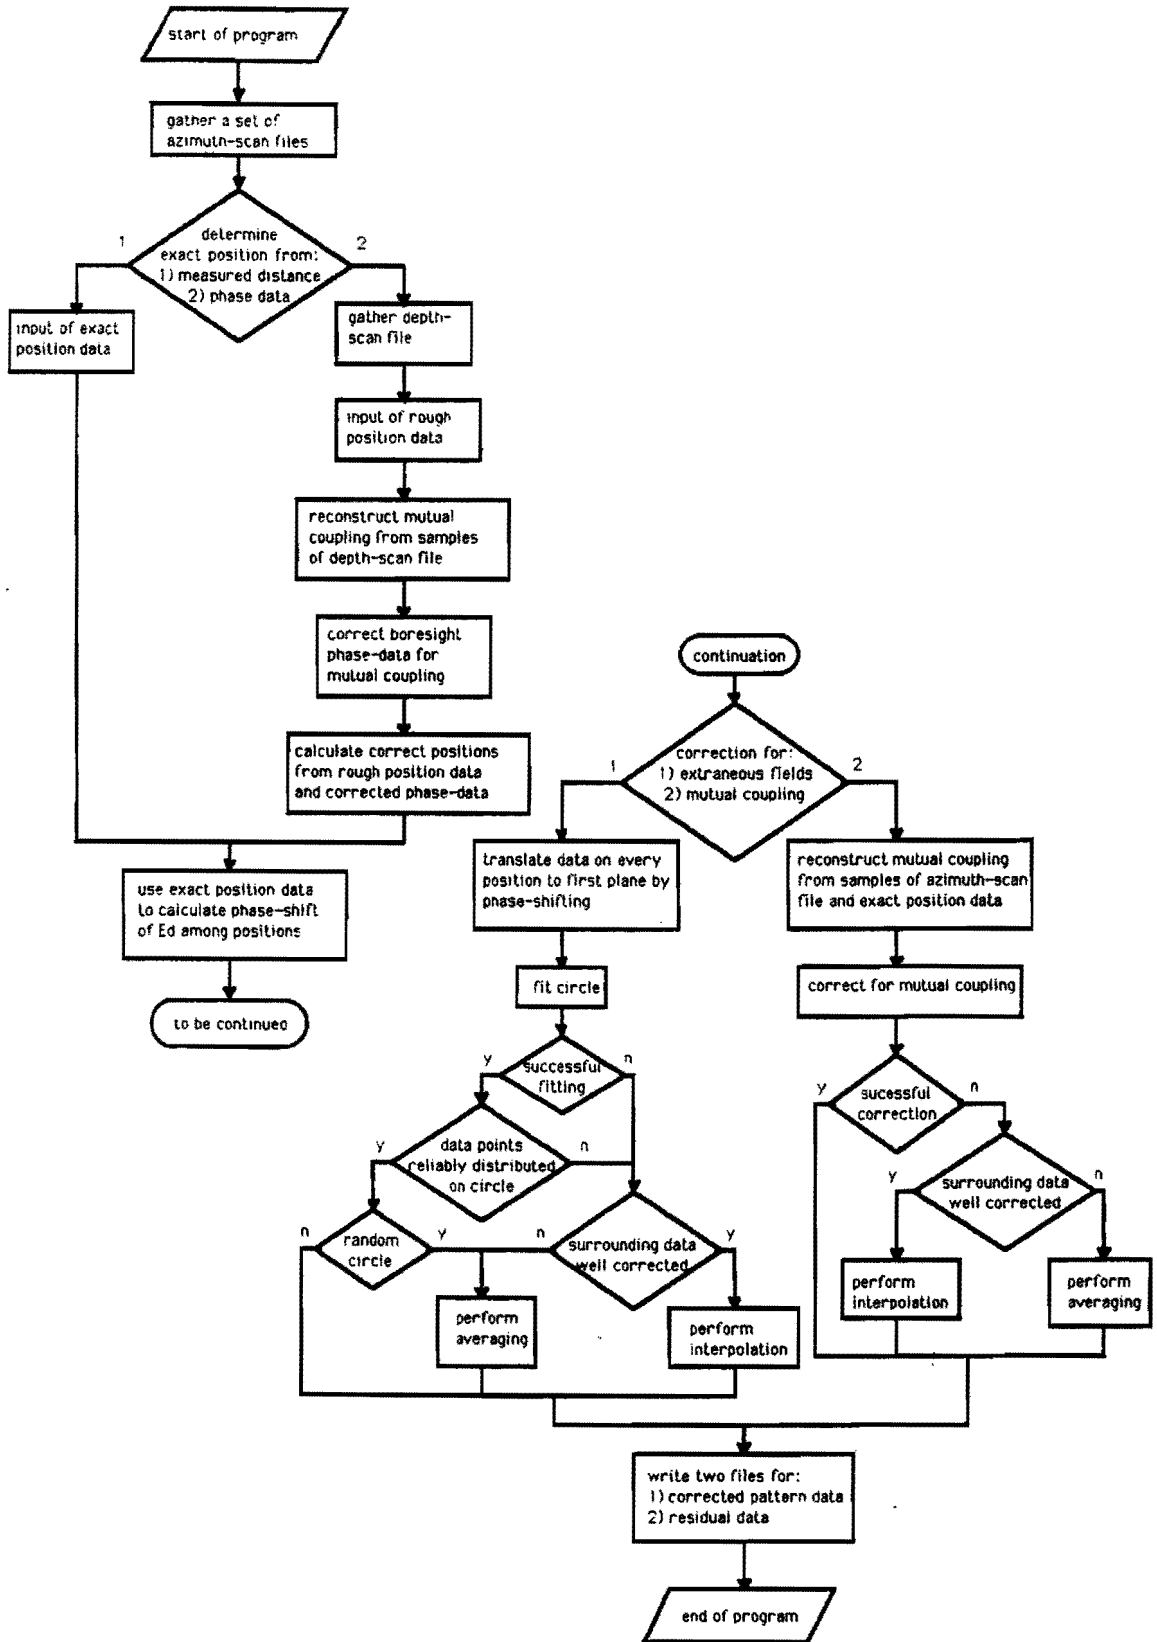 start of program
gather a set of
azimuth-scan files
determine
exact position from:
1) measured distance
2) phase data
1
2
input of exact
position data
gather depth-
scan file
input of rough
position data
reconstruct mutual
coupling from samples
of depth-scan file
correct boresight
phase-data for
mutual coupling
calculate correct positions
from rough position data
and corrected phase-data
use exact position data
to calculate phase-shift
of Ed among positions
to be continued
continuation
correction for:
1) extraneous fields
2) mutual coupling
1
2
translate data on every
position to first plane by
phase-shifting
fit circle
successful
fitting
y
n
data points
reliably distributed
on circle
y
n
random
circle
n
y
surrounding data
well corrected
n
y
perform
averaging
perform
interpolation
reconstruct mutual coupling
from samples of azimuth-scan
file and exact position data
correct for mutual coupling
sucessful
correction
y
n
surrounding data
well corrected
y
n
perform
interpolation
perform
averaging
write two files for:
1) corrected pattern data
2) residual data
end of program